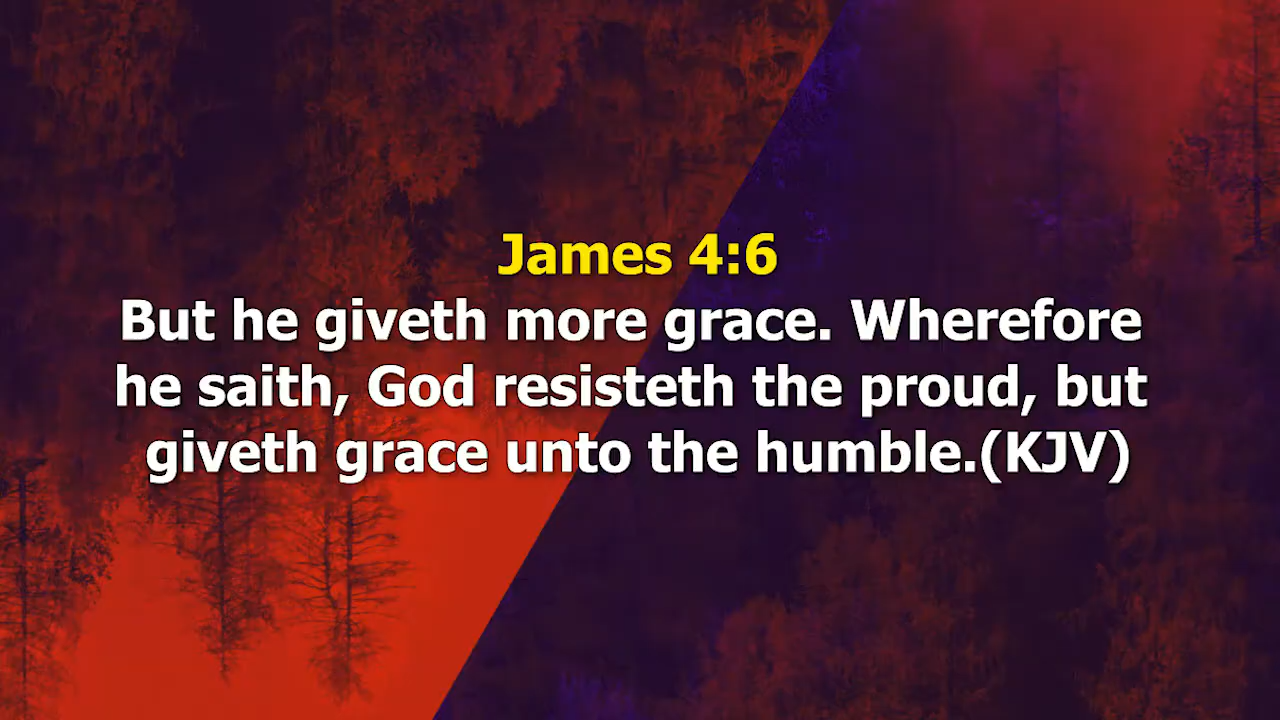 James 4:6
But he giveth more grace. Wherefore
he saith, God resisteth the proud, but
giveth grace unto the humble.(KJV)